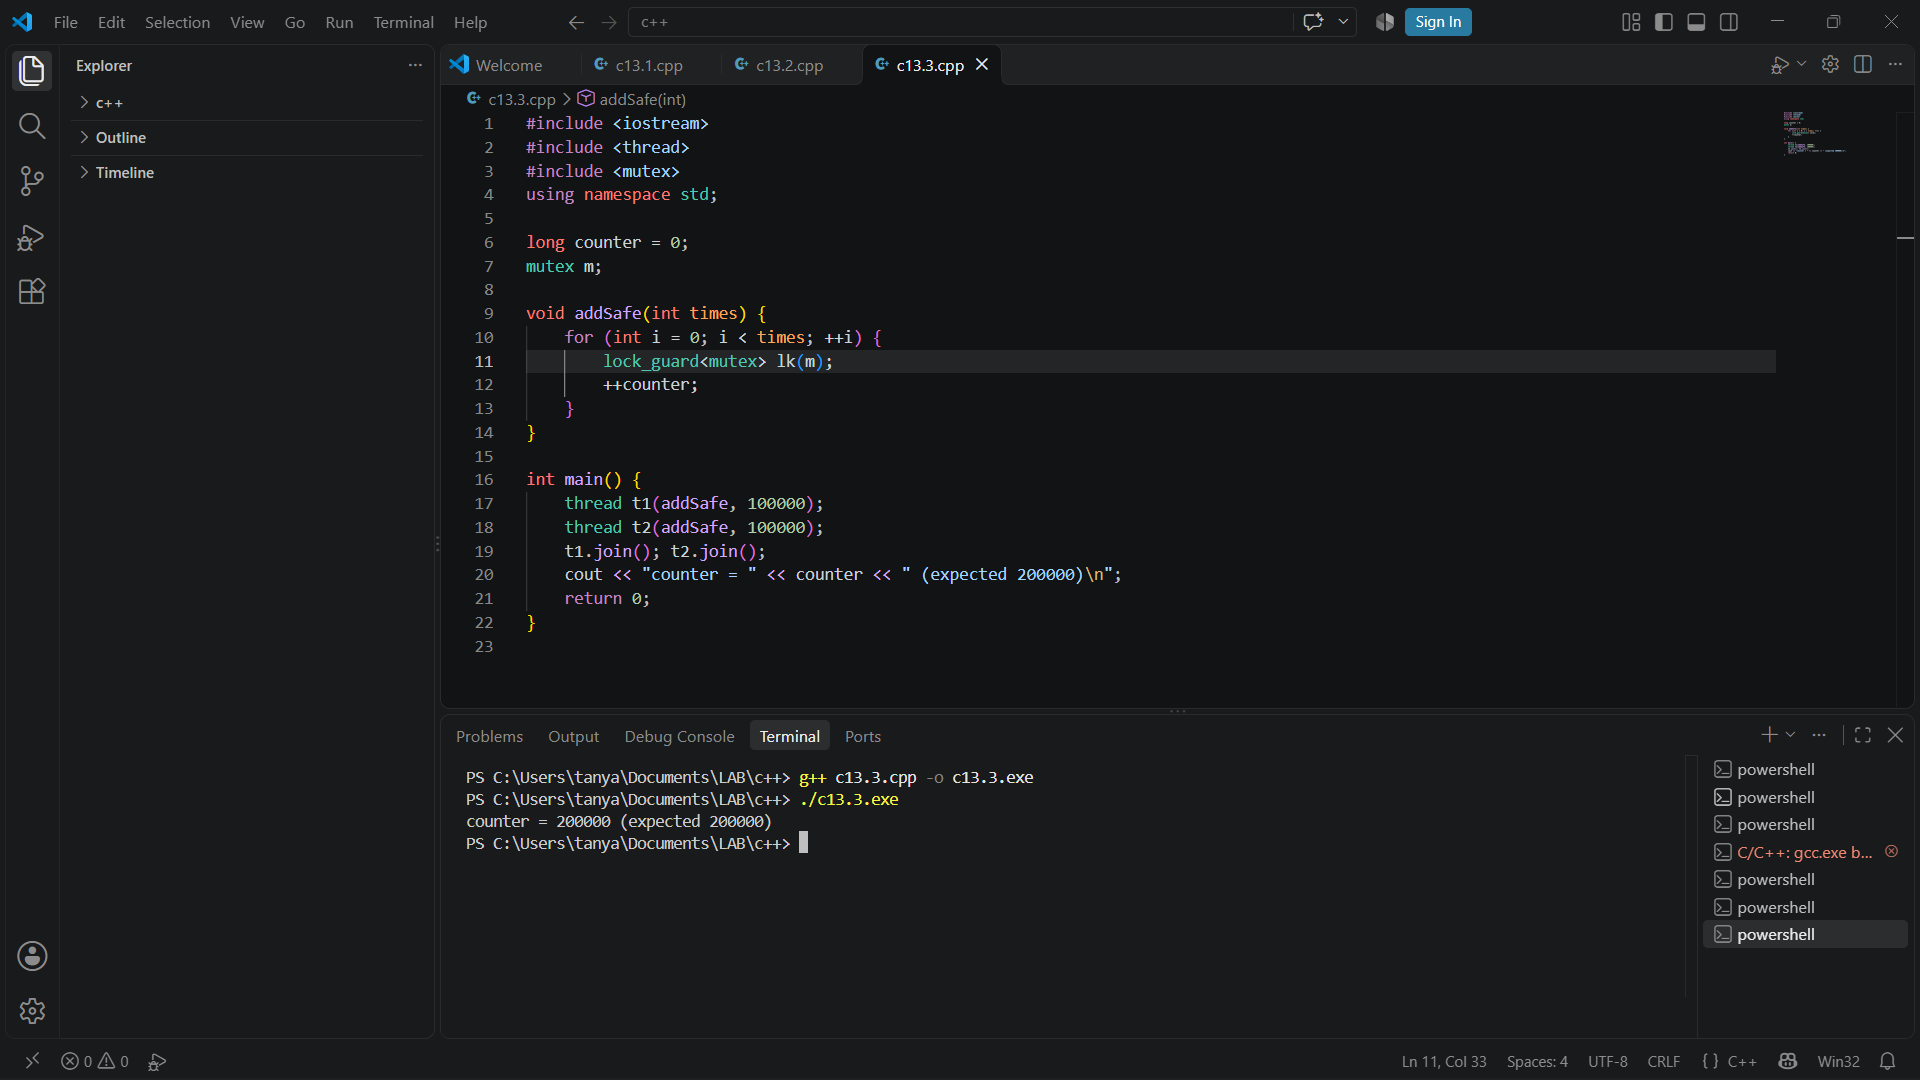 File Edit Selection View Go Run Terminal Help
c++
Sign In
Explorer
c++
Outline
Timeline
Welcome
c13.1.cpp
c13.2.cpp
c13.3.cpp
c13.3.cpp > addSafe(int)
1 #include <iostream>
2 #include <thread>
3 #include <mutex>
4 using namespace std;
5
6 long counter = 0;
7 mutex m;
8
9 void addSafe(int times) {
10 for (int i = 0; i < times; ++i) {
11 lock_guard<mutex> lk(m);
12 ++counter;
13 }
14 }
15
16 int main() {
17 thread t1(addSafe, 100000);
18 thread t2(addSafe, 100000);
19 t1.join(); t2.join();
20 cout << "counter = " << counter << " (expected 200000)\n";
21 return 0;
22 }
23
Problems Output Debug Console Terminal Ports
PS C:\Users\tanya\Documents\LAB\c++> g++ c13.3.cpp -o c13.3.exe
PS C:\Users\tanya\Documents\LAB\c++> ./c13.3.exe
counter = 200000 (expected 200000)
PS C:\Users\tanya\Documents\LAB\c++>
powershell
powershell
powershell
C/C++: gcc.exe b...
powershell
powershell
powershell
0 0
Ln 11, Col 33 Spaces: 4 UTF-8 CRLF {} C++ Win32